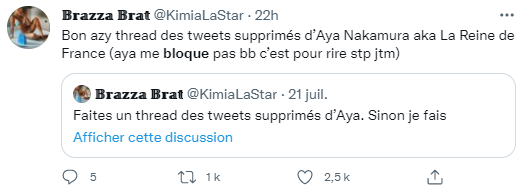 Brazza Brat @KimiaLaStar · 22h
Bon azy thread des tweets supprimés d’Aya Nakamura aka La Reine de
France (aya me bloque pas bb c’est pour rire stp jtm)
Brazza Brat @KimiaLaStar · 21 juil.
Faites un thread des tweets supprimés d’Aya. Sinon je fais
Afficher cette discussion
5 1 k 2,5 k